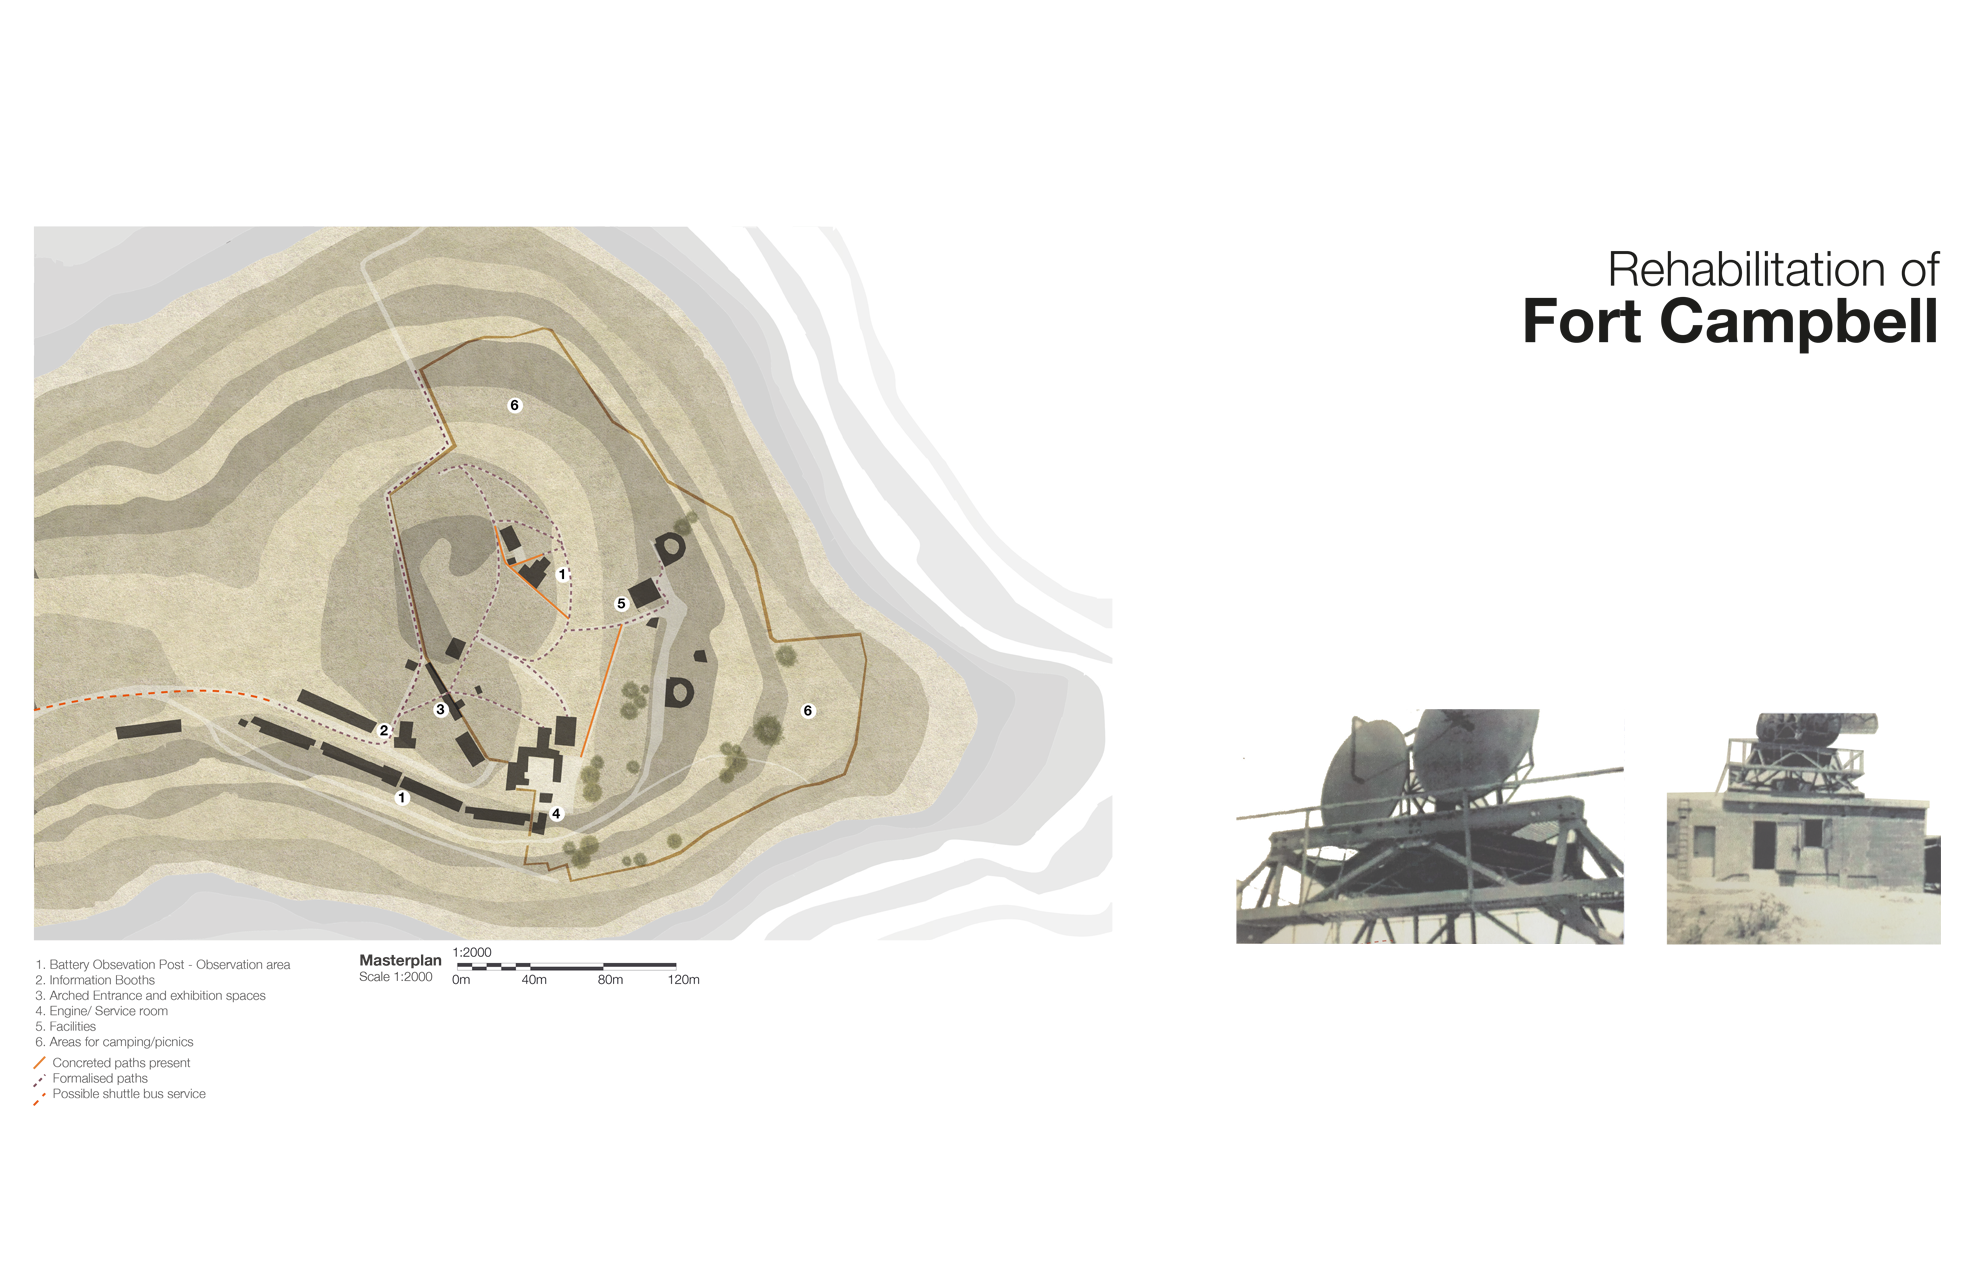 Rehabilitation of
Fort Campbell
6
1
5
3
2
6
1
4
1. Battery Obsevation Post - Observation area
2. Information Booths
3. Arched Entrance and exhibition spaces
4. Engine/ Service room
5. Facilities
6. Areas for camping/picnics
Concreted paths present
Formalised paths
Possible shuttle bus service
Masterplan
Scale 1:2000
1:2000
0m 40m 80m 120m